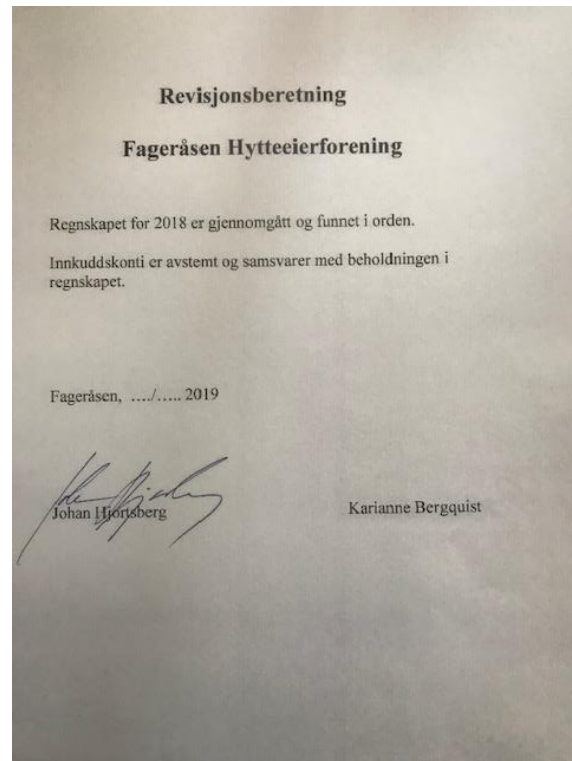 Revisjonsberetning
Fageråsen Hytteeierforening
Regnskapet for 2018 er gjennomgått og funnet i orden.
Innkuddskonti er avstemt og samsvarer med beholdningen i
regnskapet.
Fageråsen, ..../..... 2019
Johan Hjortsberg
Karianne Bergquist